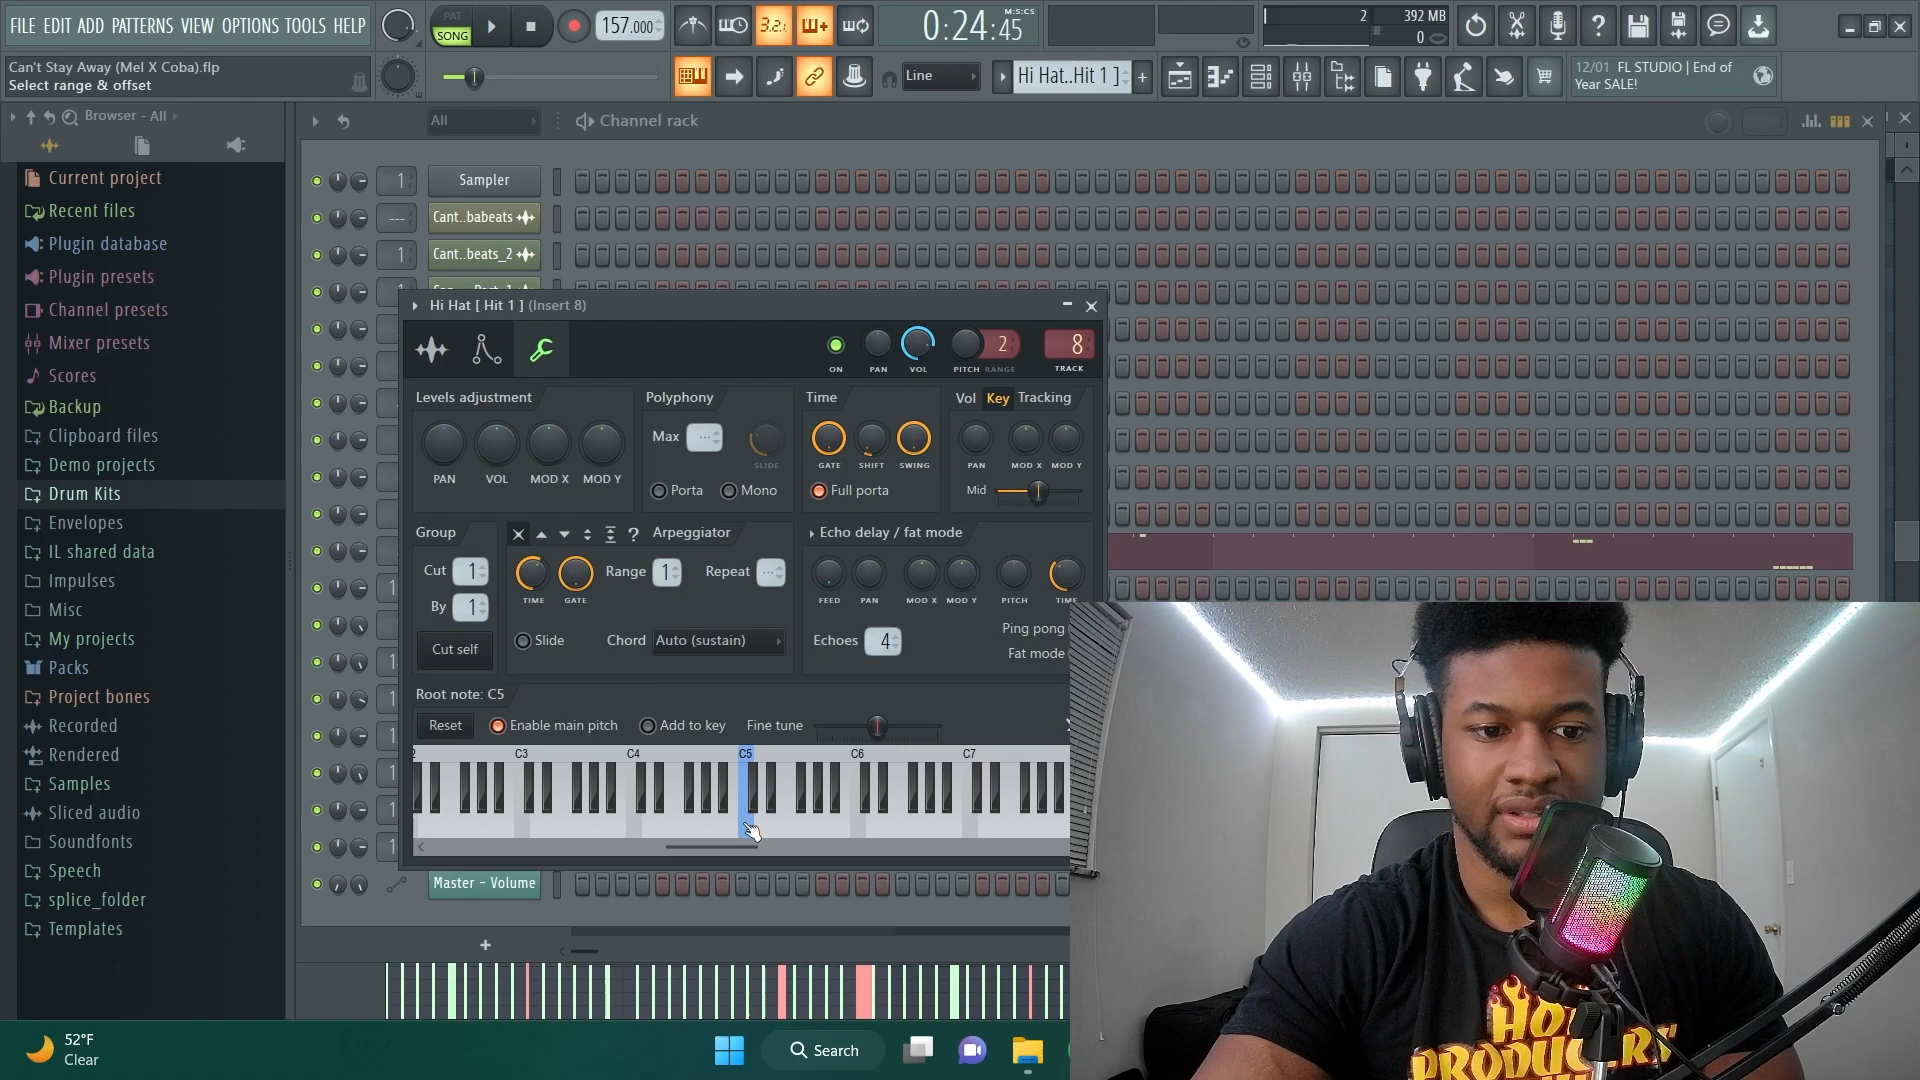 FILE EDIT ADD PATTERNS VIEW OPTIONS TOOLS HELP
PAT
SONG
157.000
3.2.
0:24:45
M:S:CS
2
392 MB
0
Can't Stay Away (Mel X Coba).flp
Select range & offset
Line
Hi Hat..Hit 1 ]
+
12/01 FL STUDIO | End of
Year SALE!
Browser - All
All
Channel rack
Current project
Recent files
Plugin database
Plugin presets
Channel presets
Mixer presets
Scores
Backup
Clipboard files
Demo projects
Drum Kits
Envelopes
IL shared data
Impulses
Misc
My projects
Packs
Project bones
Recorded
Rendered
Samples
Sliced audio
Soundfonts
Speech
splice_folder
Templates
1
Sampler
---
Cant..babeats
1
Cant..beats_2
Hi Hat [ Hit 1 ] (Insert 8)
2
8
ON
PAN
VOL
PITCH
RANGE
TRACK
Levels adjustment
Polyphony
Time
Vol
Key
Tracking
Max
---
SLIDE
GATE
SHIFT
SWING
PAN
MOD X
MOD Y
PAN
VOL
MOD X
MOD Y
Porta
Mono
Full porta
Mid
Group
?
Arpeggiator
Echo delay / fat mode
Cut
1
By
1
Cut self
TIME
GATE
Range
1
Repeat
---
Slide
Chord
Auto (sustain)
FEED
PAN
MOD X
MOD Y
PITCH
TIME
Echoes
4
Ping pong
Fat mode
Root note: C5
Reset
Enable main pitch
Add to key
Fine tune
C3
C4
C5
C6
C7
Master - Volume
+
52°F
Clear
Search
HOT
PRODUCERS